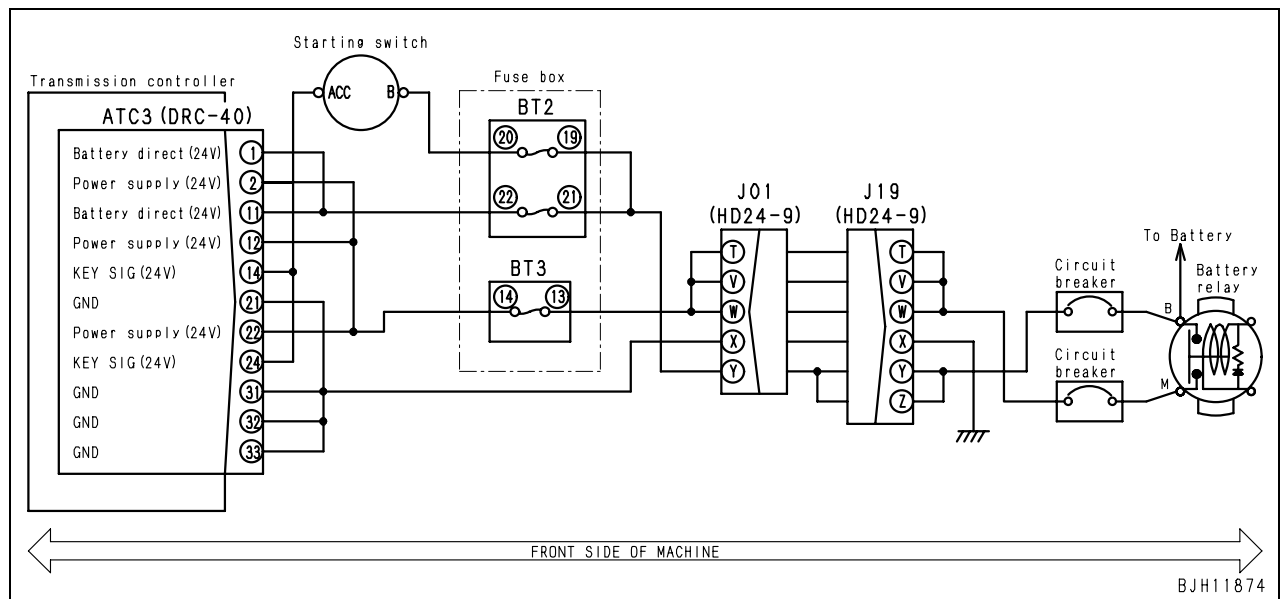 Starting switch
Transmission controller
ACC
B
Fuse box
ATC3 (DRC-40)
BT2
Battery direct(24V)
1
20
19
Power supply(24V)
2
Battery direct(24V)
11
22
21
Power supply(24V)
12
KEY SIG(24V)
14
GND
21
BT3
14
13
Power supply(24V)
22
KEY SIG(24V)
24
GND
31
GND
32
GND
33
J01
(HD24-9)
T
V
W
X
Y
J19
(HD24-9)
T
V
W
X
Y
Z
To Battery
Circuit
breaker
Battery
relay
B
Circuit
breaker
M
FRONT SIDE OF MACHINE
BJH11874